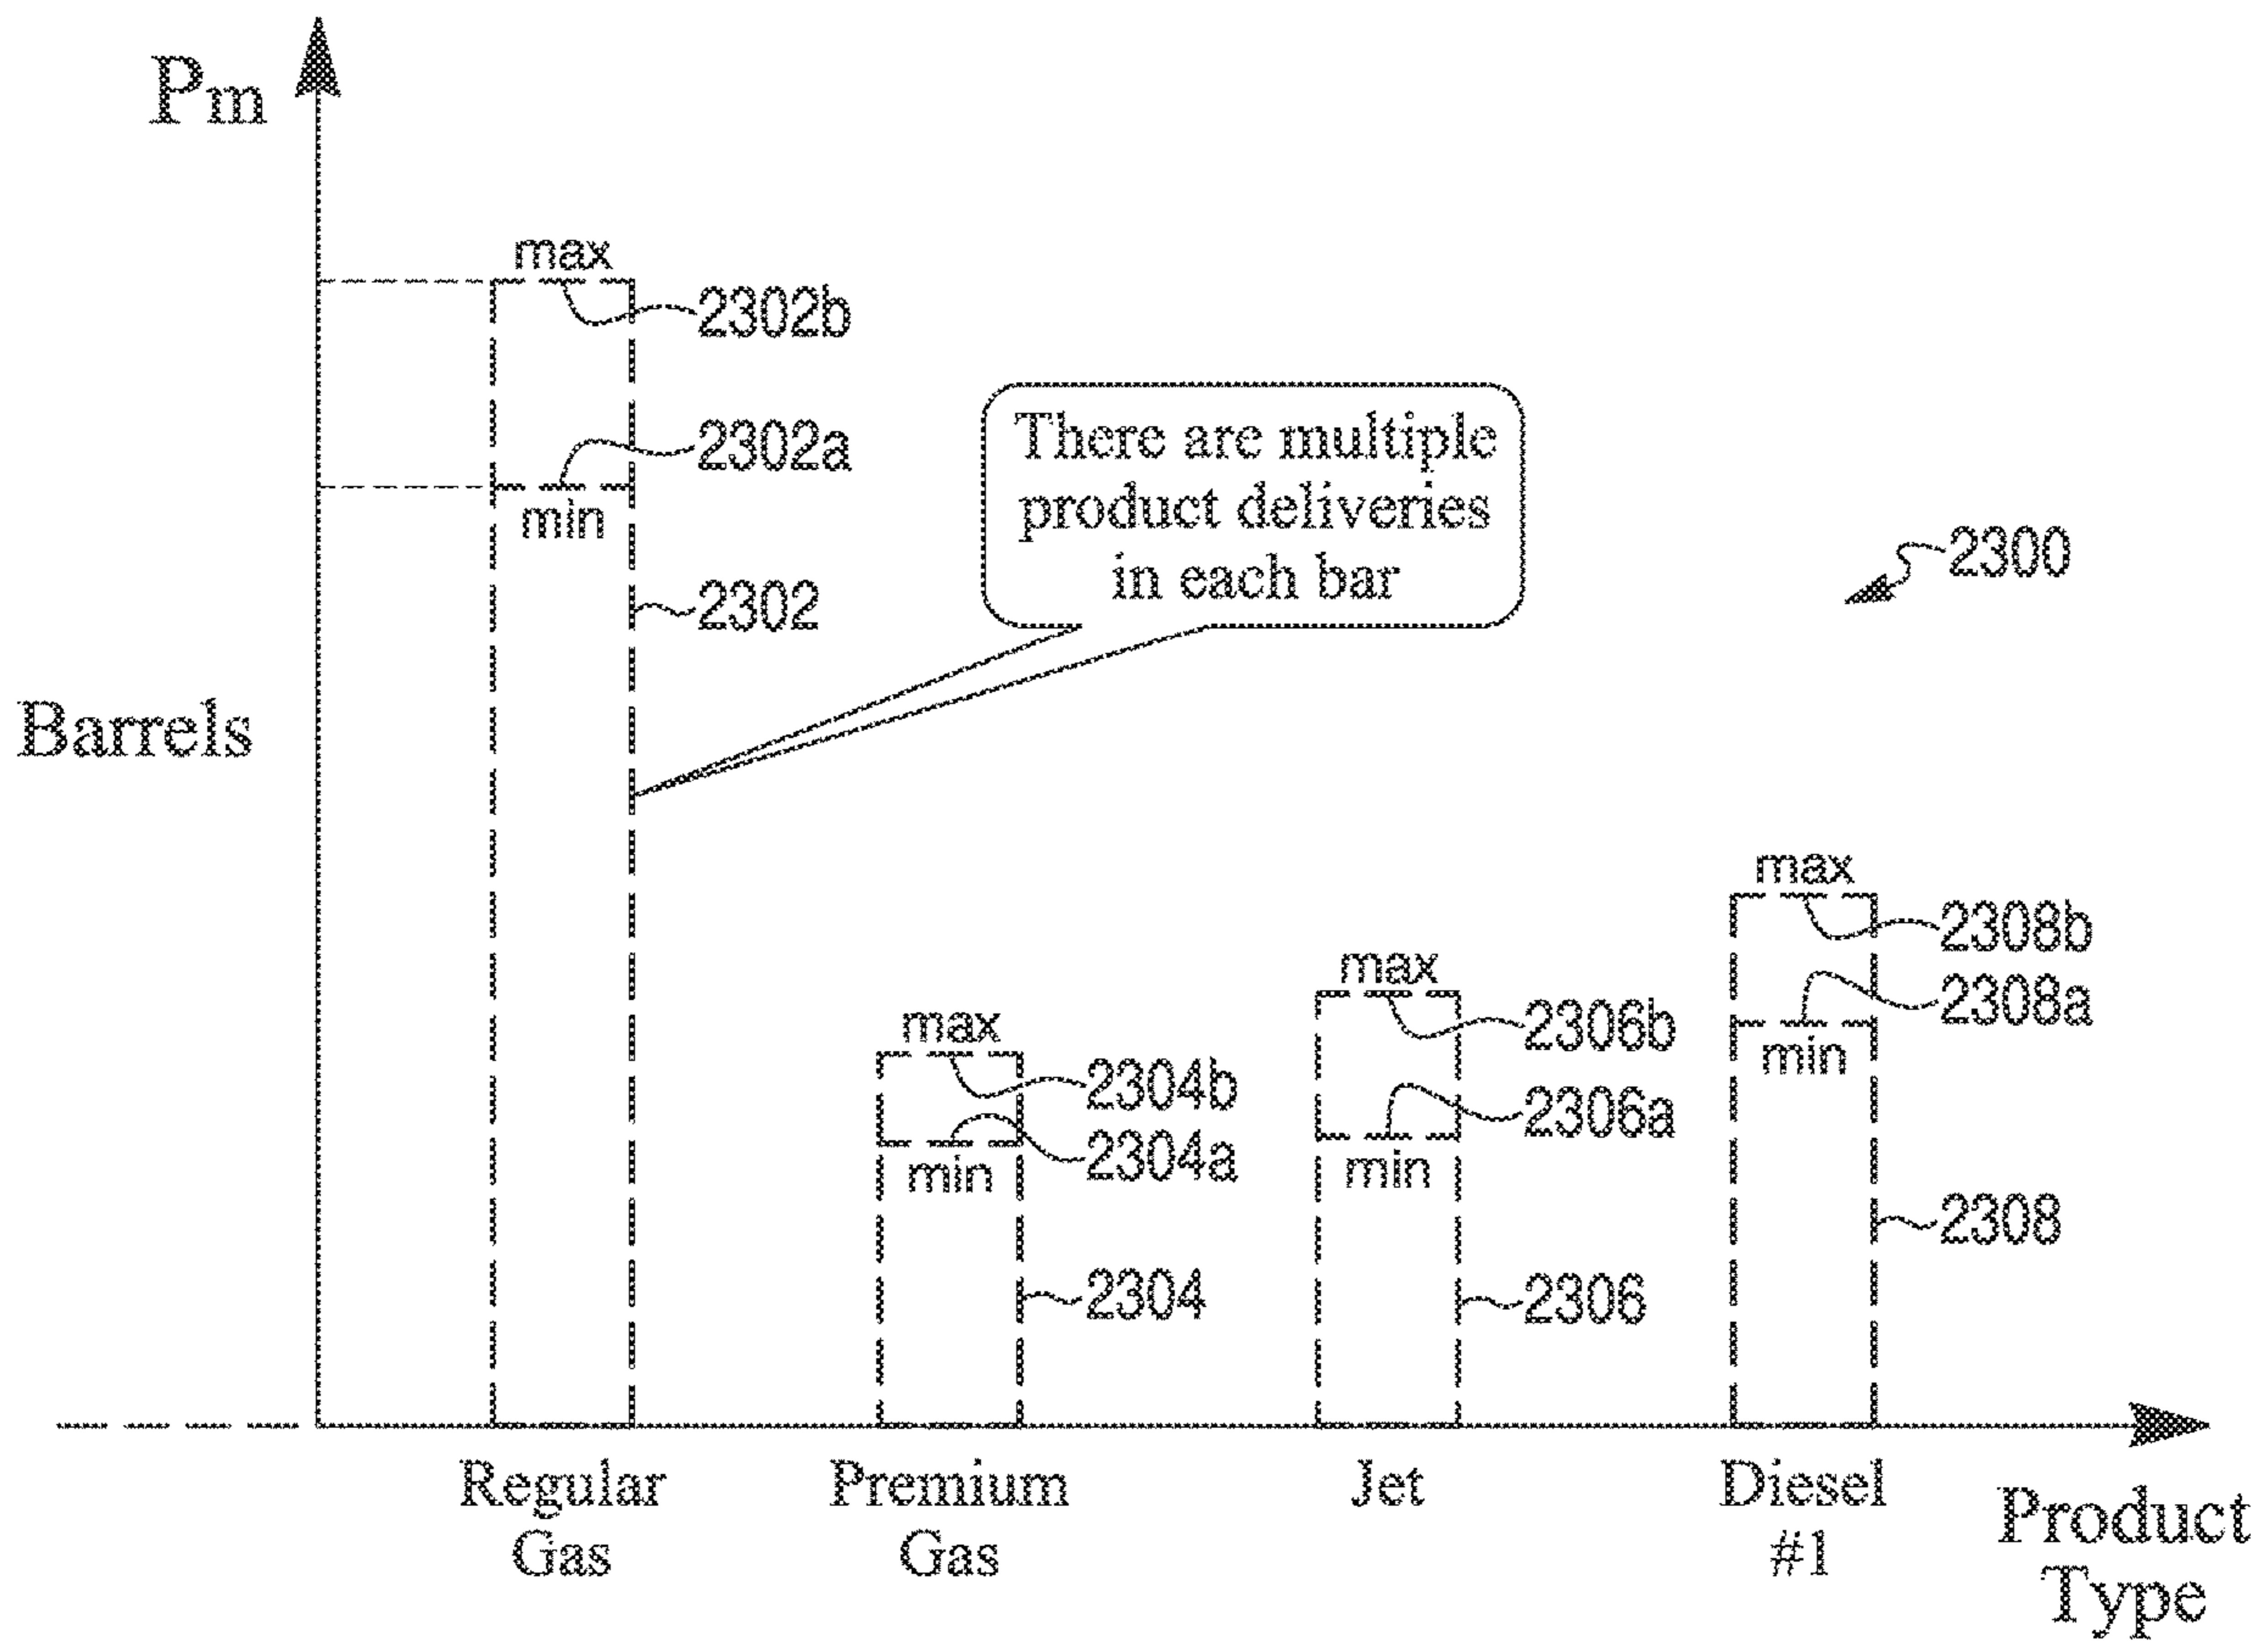 Pm
max
2302b
2302a
min
2302
There are multiple
product deliveries
in each bar
2300
Barrels
max
2308b
2308a
min
2308
max
2306b
2306a
min
2306
max
2304b
2304a
min
2304
Regular
Gas
Premium
Gas
Jet
Diesel
#1
Product
Type